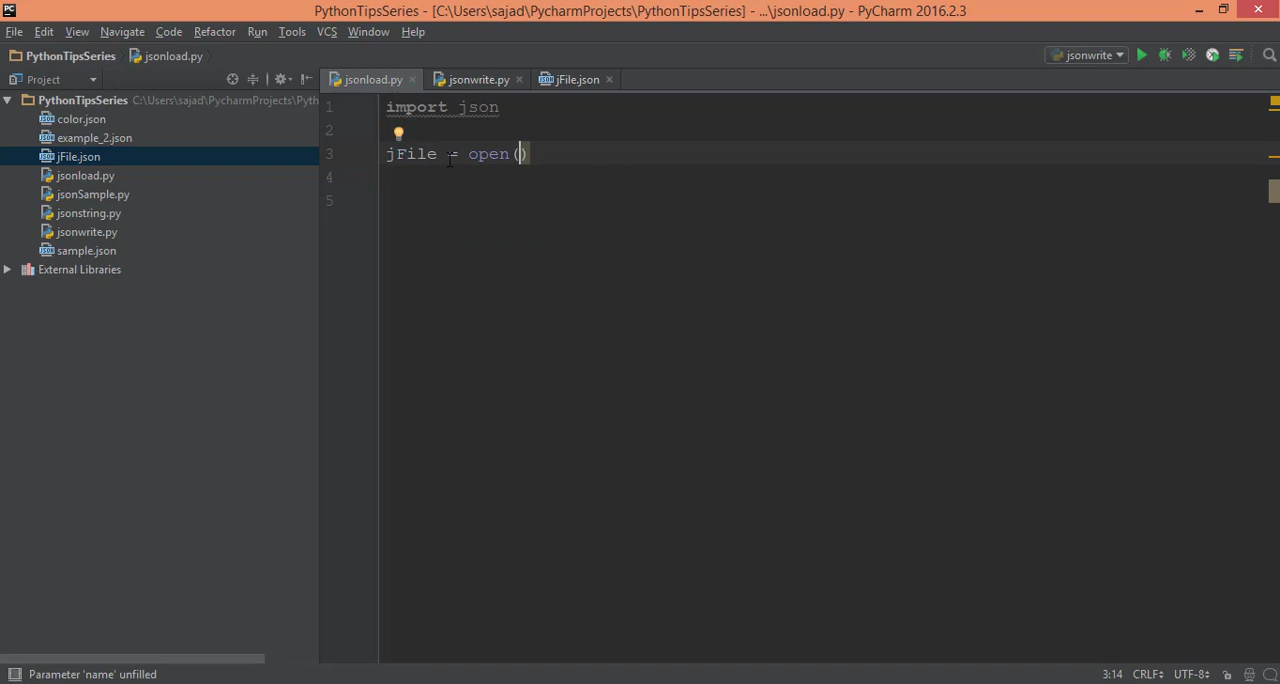 PC
PythonTipsSeries - [C:\Users\sajad\PycharmProjects\PythonTipsSeries] - ...\jsonload.py - PyCharm 2016.2.3
File Edit View Navigate Code Refactor Run Tools VCS Window Help
PythonTipsSeries jsonload.py jsonwrite
Project jsonload.py jsonwrite.py jFile.json
PythonTipsSeries C:\Users\sajad\PycharmProjects\Pyth
color.json
example_2.json
jFile.json
jsonload.py
jsonSample.py
jsonstring.py
jsonwrite.py
sample.json
External Libraries
1 import json
2
3 jFile = open()
4
5
Parameter 'name' unfilled 3:14 CRLF UTF-8